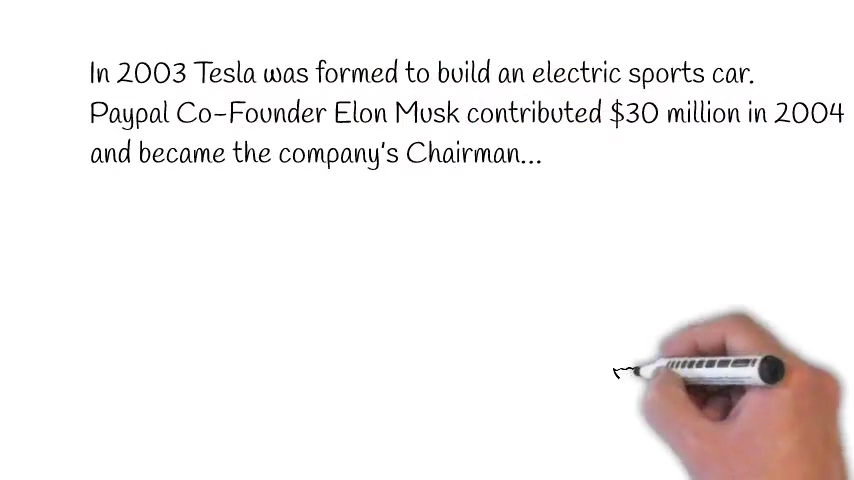 In 2003 Tesla was formed to build an electric sports car.
Paypal Co-Founder Elon Musk contributed $30 million in 2004
and became the company's Chairman...